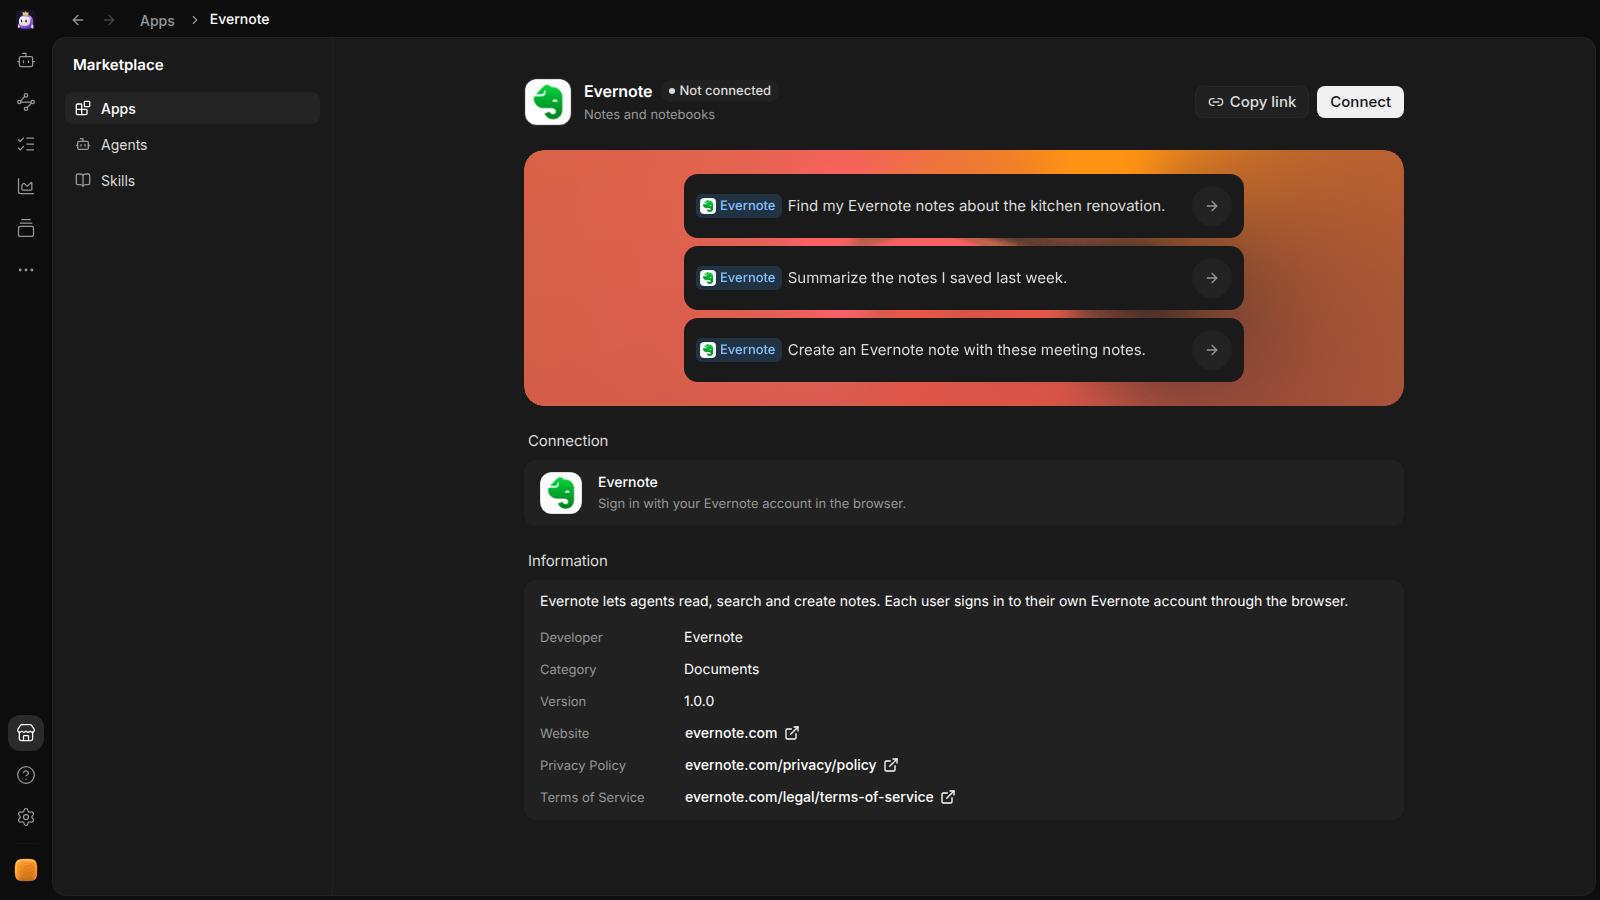 Apps > Evernote
Marketplace
Apps
Agents
Skills
Evernote
Not connected
Notes and notebooks
Copy link
Connect
Evernote Find my Evernote notes about the kitchen renovation.
Evernote Summarize the notes I saved last week.
Evernote Create an Evernote note with these meeting notes.
Connection
Evernote
Sign in with your Evernote account in the browser.
Information
Evernote lets agents read, search and create notes. Each user signs in to their own Evernote account through the browser.
Developer Evernote
Category Documents
Version 1.0.0
Website evernote.com
Privacy Policy evernote.com/privacy/policy
Terms of Service evernote.com/legal/terms-of-service